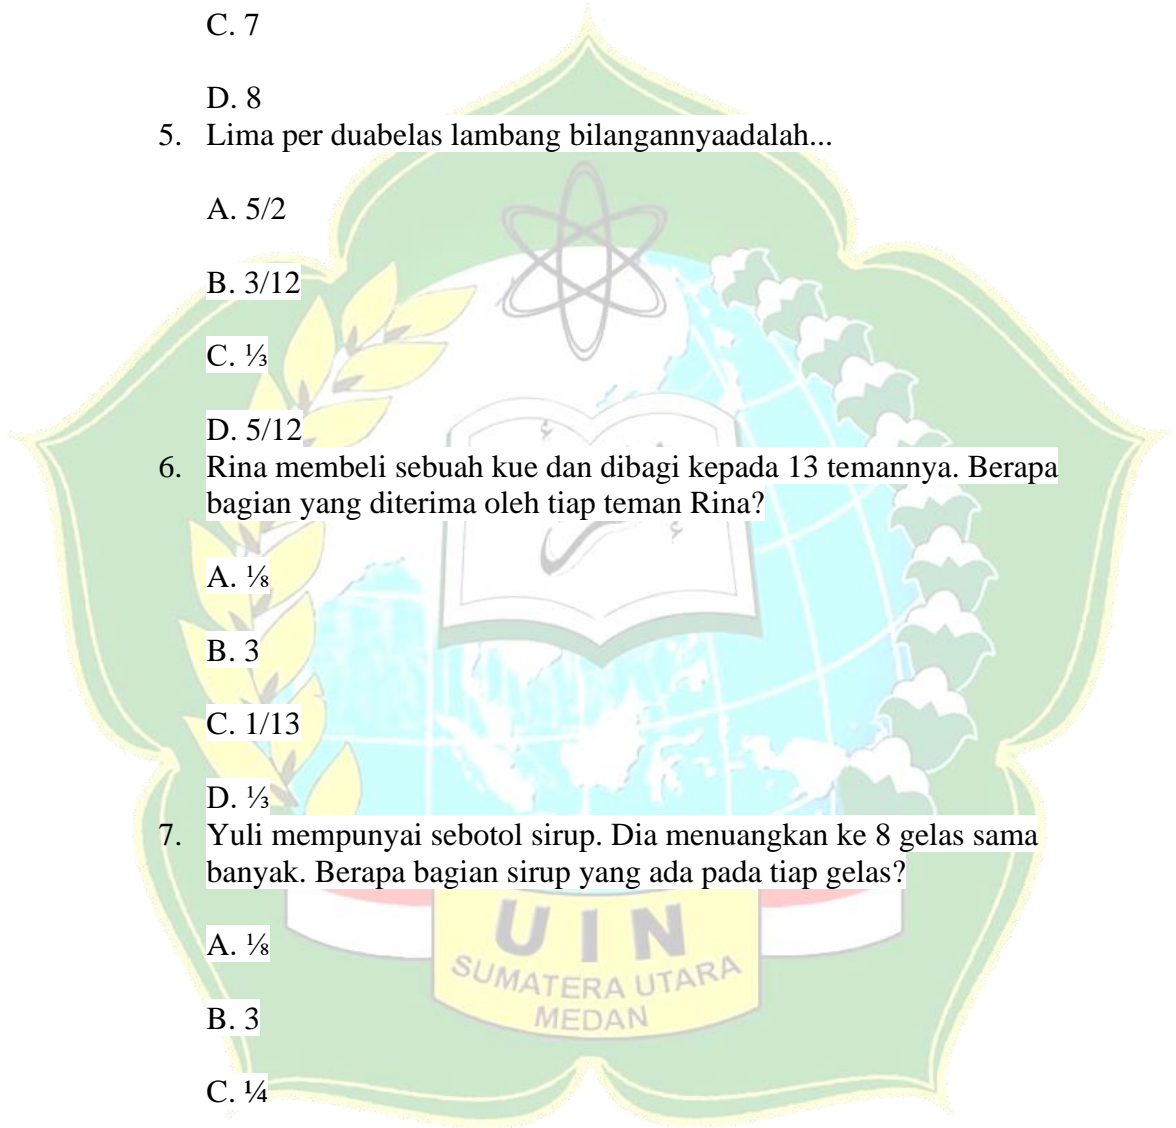 C. 7
D. 8
5. Lima per duabelas lambang bilangannyaadalah...
A. 5/2
B. 3/12
C. ⅓
D. 5/12
6. Rina membeli sebuah kue dan dibagi kepada 13 temannya. Berapa
bagian yang diterima oleh tiap teman Rina?
A. ⅛
B. 3
C. 1/13
D. ⅓
7. Yuli mempunyai sebotol sirup. Dia menuangkan ke 8 gelas sama
banyak. Berapa bagian sirup yang ada pada tiap gelas?
A. ⅛
B. 3
C. ¼
UIN
SUMATERA UTARA
MEDAN